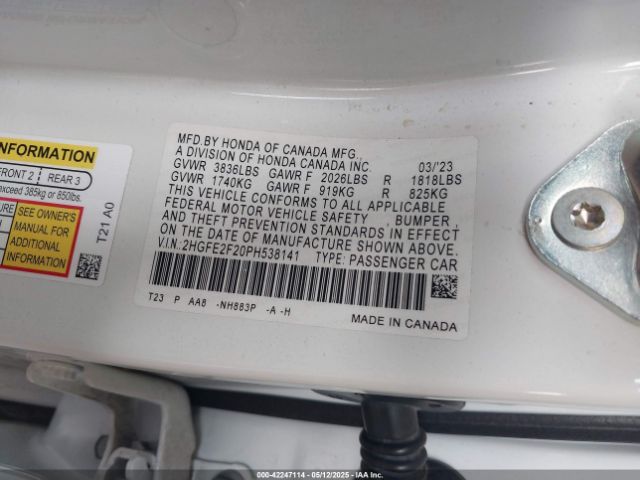 INFORMATION
FRONT 2 REAR 3
exceed 385kg or 850lbs.
SEE OWNER'S
MANUAL FOR
ADDITIONAL
INFORMATION
T21 A0
MFD.BY HONDA OF CANADA MFG.,
A DIVISION OF HONDA CANADA INC. 03/'23
GVWR 3836LBS GAWR F 2026LBS R 1818LBS
GVWR 1740KG GAWR F 919KG R 825KG
THIS VEHICLE CONFORMS TO ALL APPLICABLE
FEDERAL MOTOR VEHICLE SAFETY , BUMPER ,
AND THEFT PREVENTION STANDARDS IN EFFECT
ON THE DATE OF MANUFACTURE SHOWN ABOVE.
V.I.N: 2HGFE2F20PH538141 TYPE: PASSENGER CAR
T23 P AA8 -NH883P -A -H
MADE IN CANADA
000-42247114 - 05/12/2025 - IAAI VEHICLE